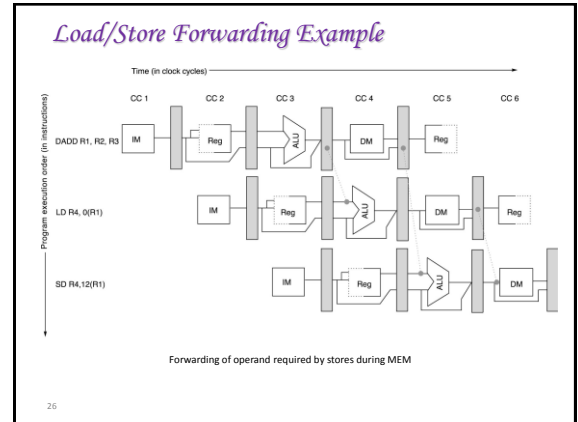 Load/Store Forwarding Example
Time (in clock cycles)
CC 1 CC 2 CC 3 CC 4 CC 5 CC 6
Program execution order (in instructions)
DADD R1, R2, R3 IM Reg ALU DM Reg
LD R4, 0(R1) IM Reg ALU DM Reg
SD R4,12(R1) IM Reg ALU DM
Forwarding of operand required by stores during MEM
26